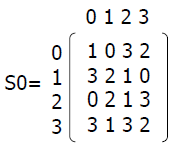 0 1 2 3
0 1 0 3 2
S0= 1 3 2 1 0
2 0 2 1 3
3 3 1 3 2